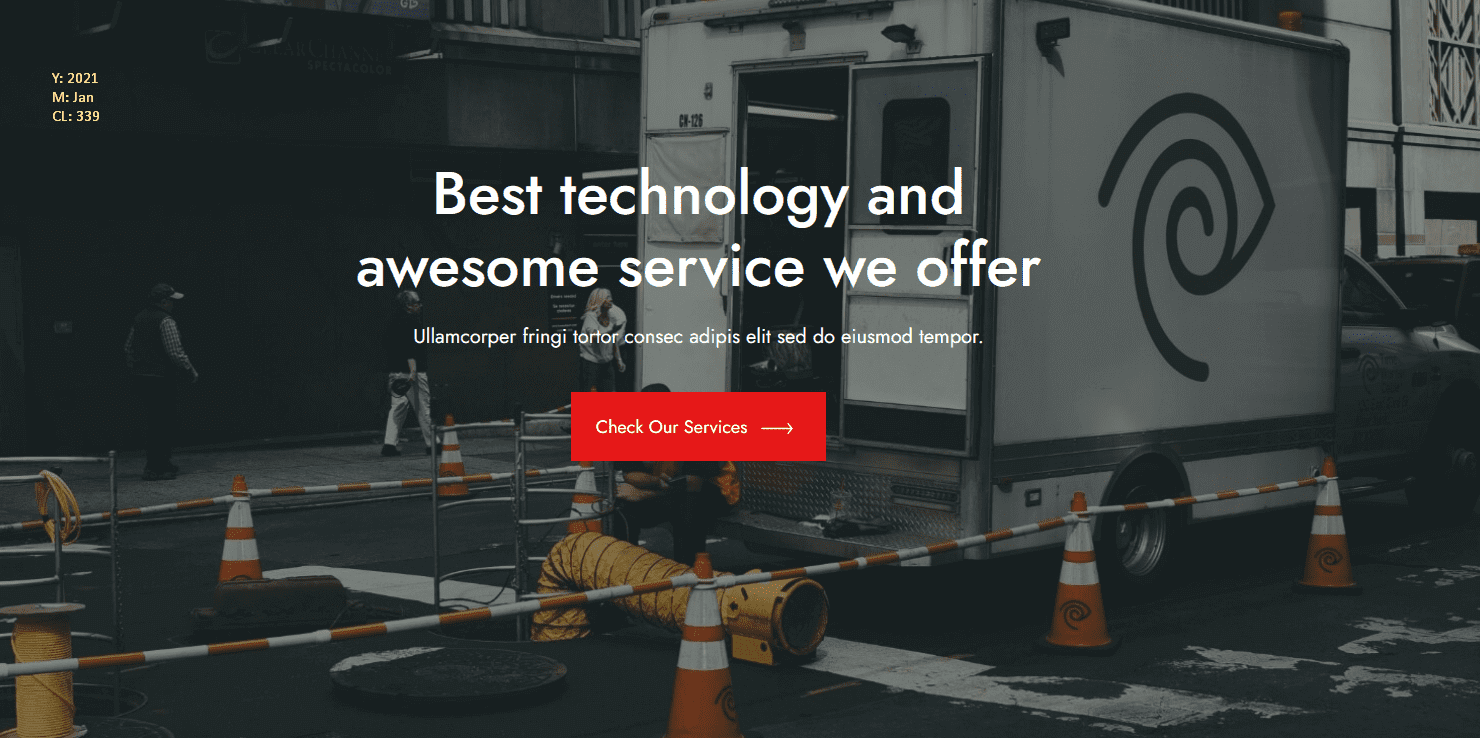 Y: 2021
M: Jan
CL: 339
CN-126
Best technology and
awesome service we offer
Ullamcorper fringi tortor consec adipis elit sed do eiusmod tempor.
Check Our Services